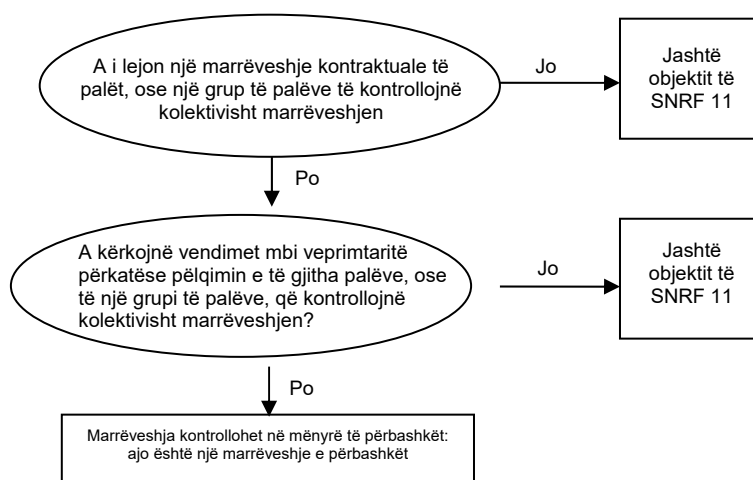 A i lejon një marrëveshje kontraktuale të
palët, ose një grup të palëve të kontrollojnë
kolektivisht marrëveshjen
Jo
Jashtë
objektit të
SNRF 11
Po
A kërkojnë vendimet mbi veprimtaritë
përkatëse pëlqimin e të gjitha palëve, ose
të një grupi të palëve, që kontrollojnë
kolektivisht marrëveshjen?
Jo
Jashtë
objektit të
SNRF 11
Po
Marrëveshja kontrollohet në mënyrë të përbashkët:
ajo është një marrëveshje e përbashkët